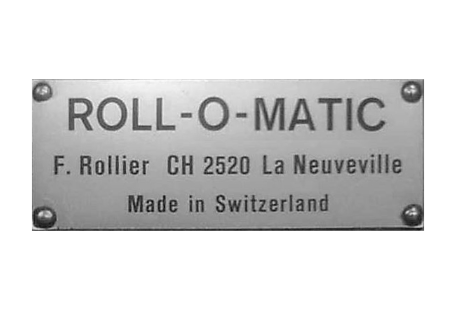 ROLL-O-MATIC
F. Rollier CH 2520 La Neuveville
Made in Switzerland